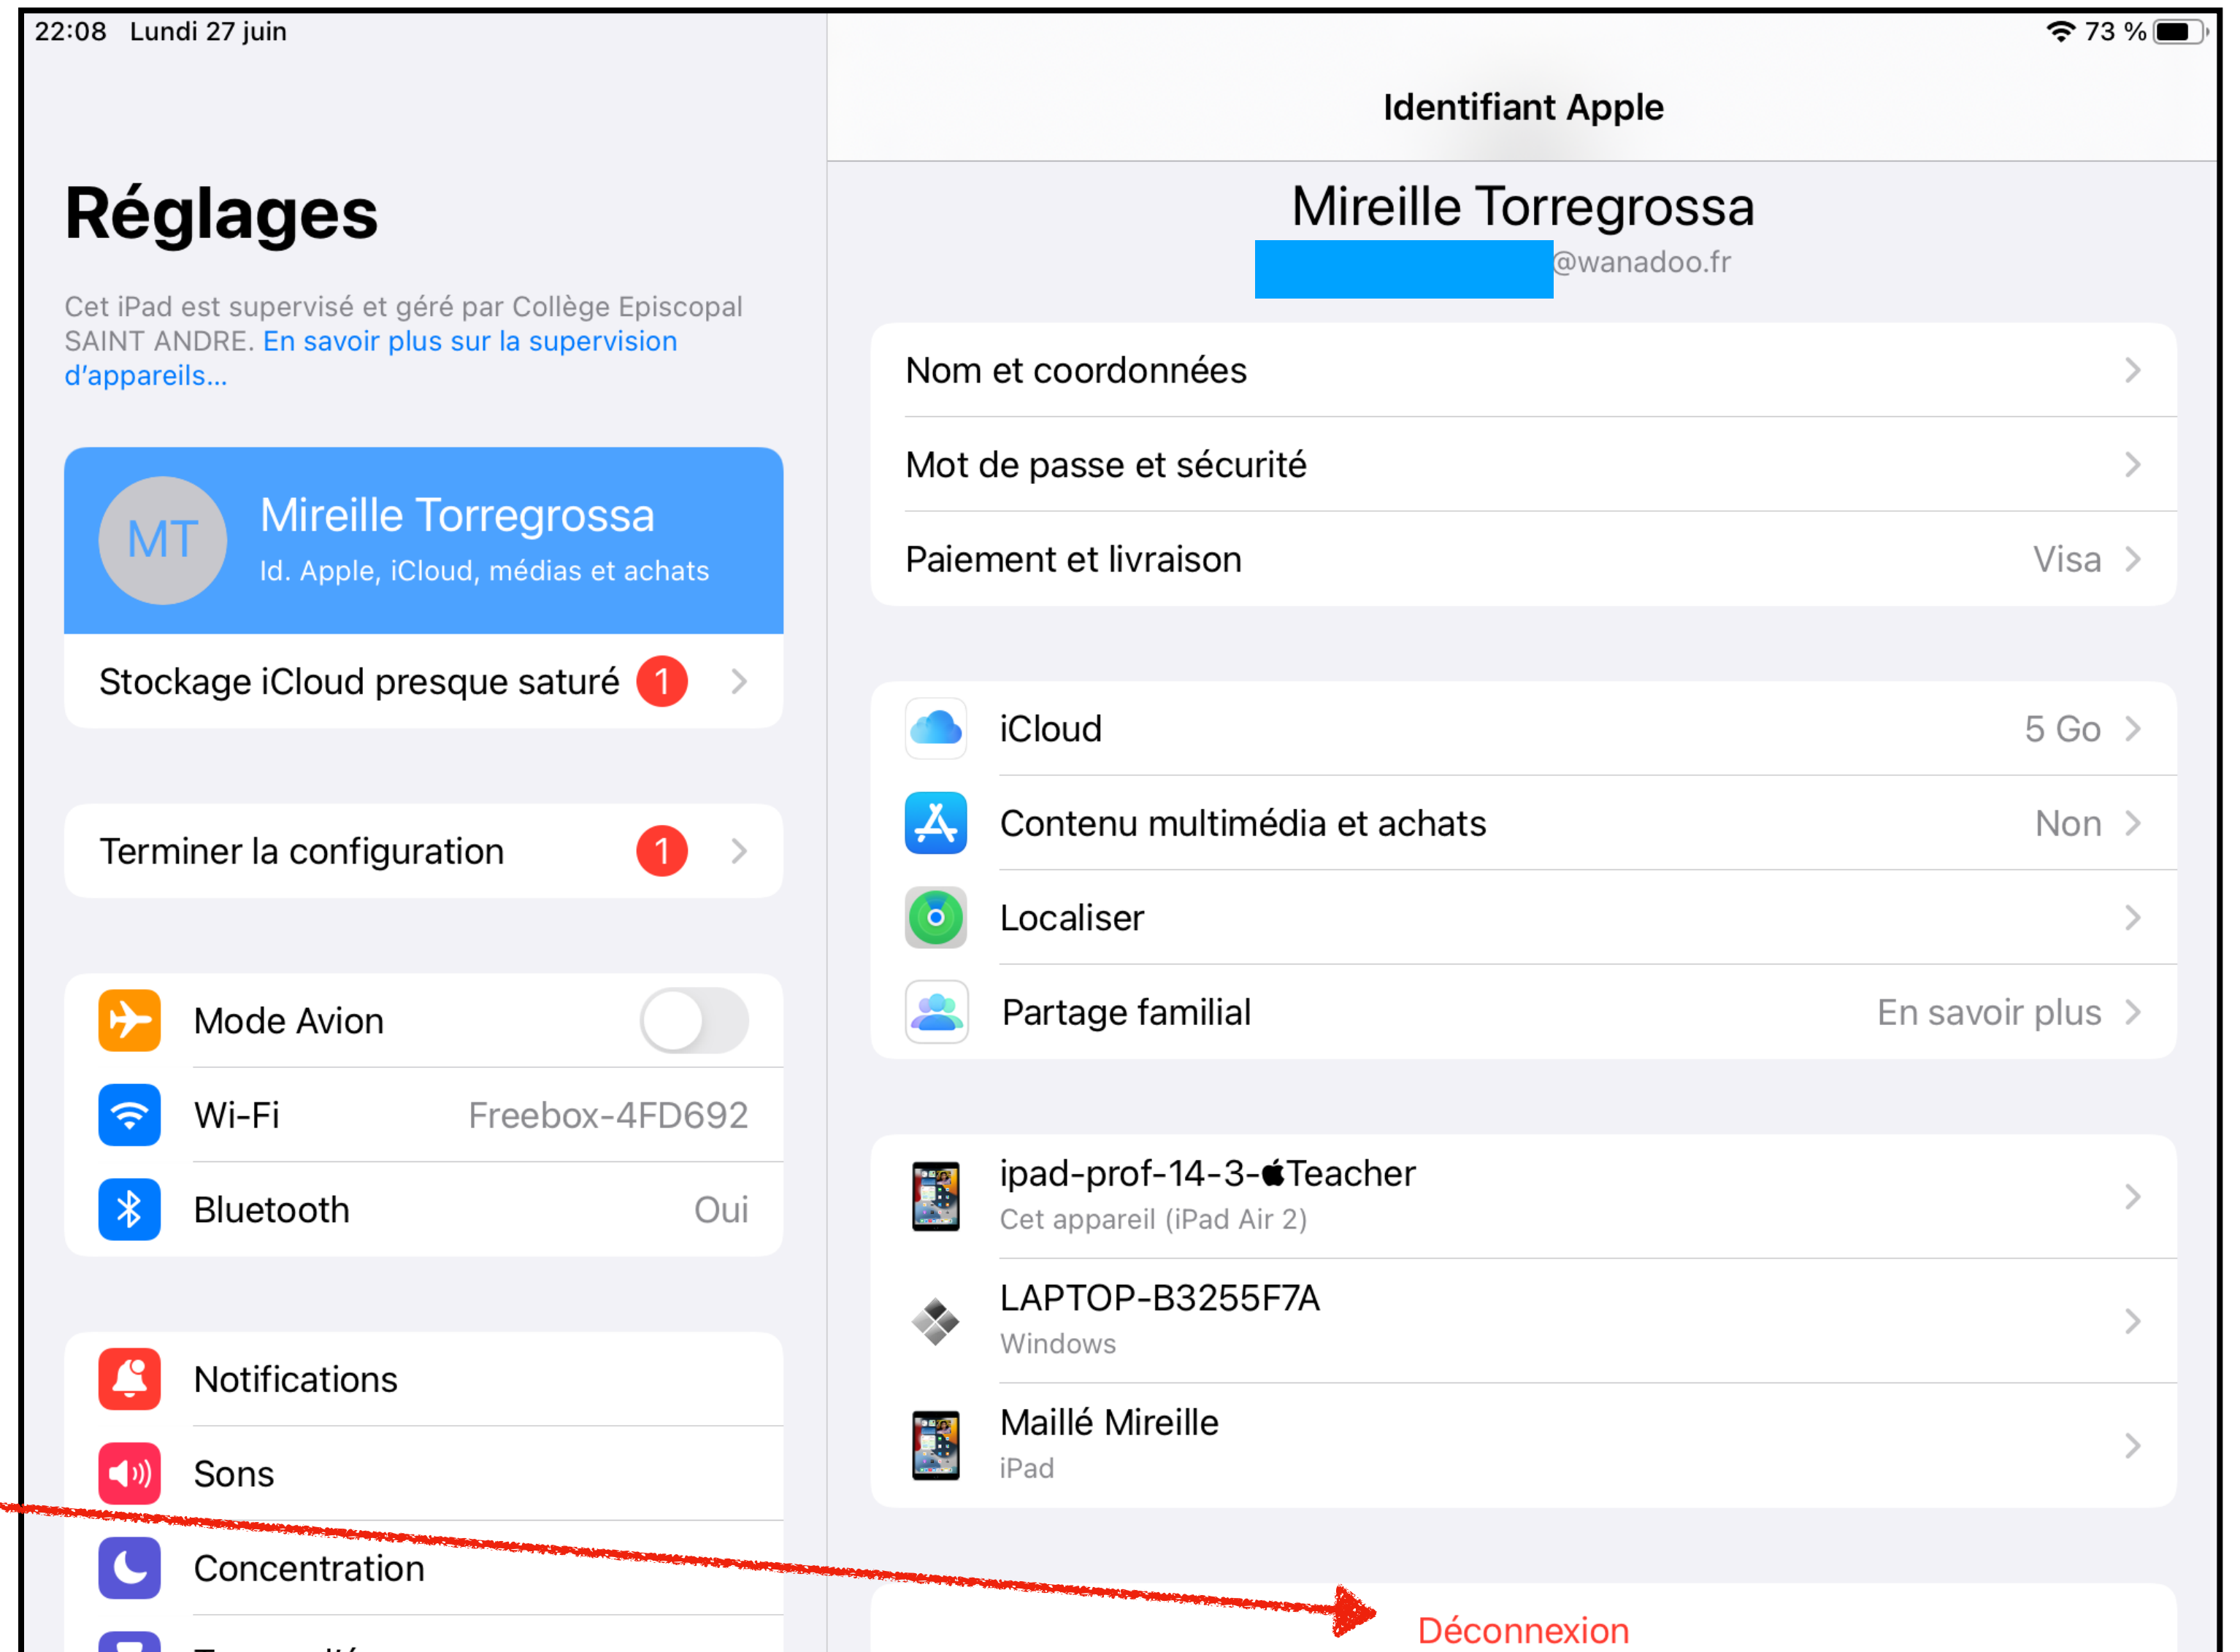 22:08 Lundi 27 juin
73 %
Réglages
Cet iPad est supervisé et géré par Collège Episcopal
SAINT ANDRE. En savoir plus sur la supervision
d'appareils...
MT
Mireille Torregrossa
Id. Apple, iCloud, médias et achats
Stockage iCloud presque saturé 1
Terminer la configuration 1
Mode Avion
Wi-Fi Freebox-4FD692
Bluetooth Oui
Notifications
Sons
Concentration
Identifiant Apple
Mireille Torregrossa
@wanadoo.fr
Nom et coordonnées
Mot de passe et sécurité
Paiement et livraison Visa
iCloud 5 Go
Contenu multimédia et achats Non
Localiser
Partage familial En savoir plus
ipad-prof-14-3-Teacher
Cet appareil (iPad Air 2)
LAPTOP-B3255F7A
Windows
Maillé Mireille
iPad
Déconnexion